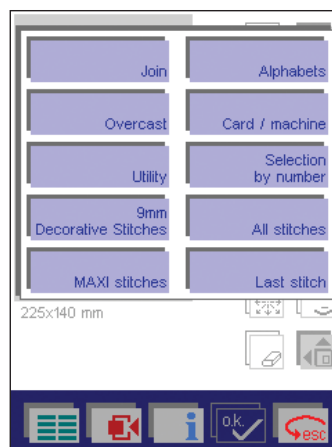 Join
Alphabets
Overcast
Card / machine
Utility
Selection
by number
9mm
Decorative Stitches
All stitches
MAXI stitches
Last stitch
225x140 mm
i
o.k.
esc